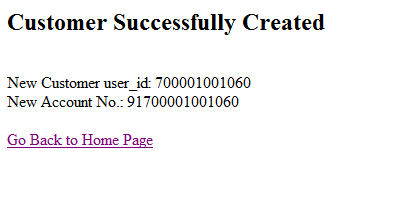 Customer Successfully Created
New Customer user_id: 700001001060
New Account No.: 91700001001060
Go Back to Home Page